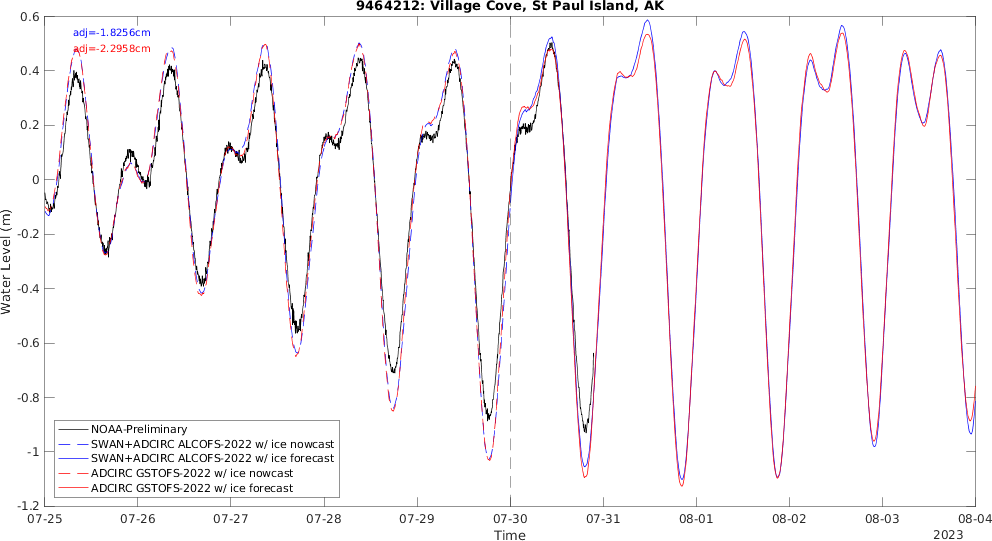 9464212: Village Cove, St Paul Island, AK
adj=-1.8256cm
adj=-2.2958cm
0.6
0.4
0.2
0
-0.2
-0.4
-0.6
-0.8
-1
-1.2
Water Level (m)
NOAA-Preliminary
SWAN+ADCIRC ALCOFS-2022 w/ ice nowcast
SWAN+ADCIRC ALCOFS-2022 w/ ice forecast
ADCIRC GSTOFS-2022 w/ ice nowcast
ADCIRC GSTOFS-2022 w/ ice forecast
07-25 07-26 07-27 07-28 07-29 07-30 07-31 08-01 08-02 08-03 08-04
Time
2023